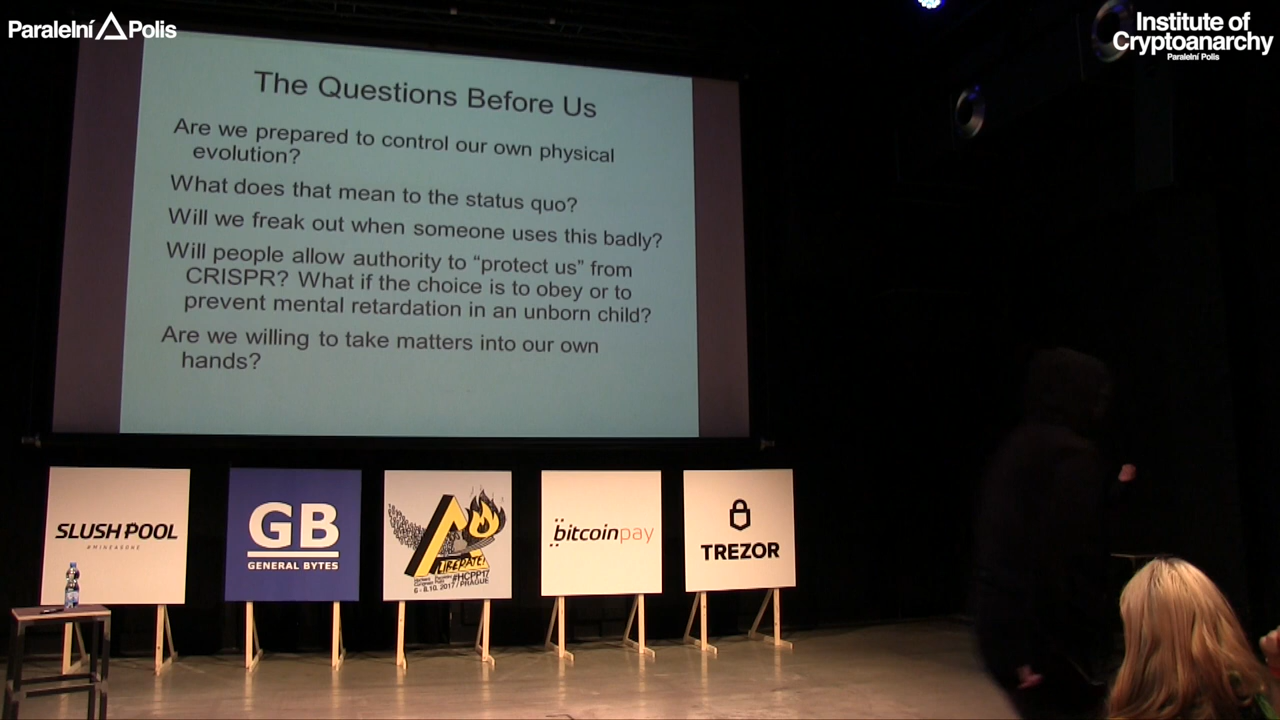 Paralelní Polis
Institute of
Cryptoanarchy
Paralelní Polis
The Questions Before Us
Are we prepared to control our own physical
evolution?
What does that mean to the status quo?
Will we freak out when someone uses this badly?
Will people allow authority to “protect us” from
CRISPR? What if the choice is to obey or to
prevent mental retardation in an unborn child?
Are we willing to take matters into our own
hands?
SLUSH POOL
GB
GENERAL BYTES
LIBERATE!
#HCPP17
6 - 8.10. 2017 / PRAGUE
bitcoinpay
TREZOR